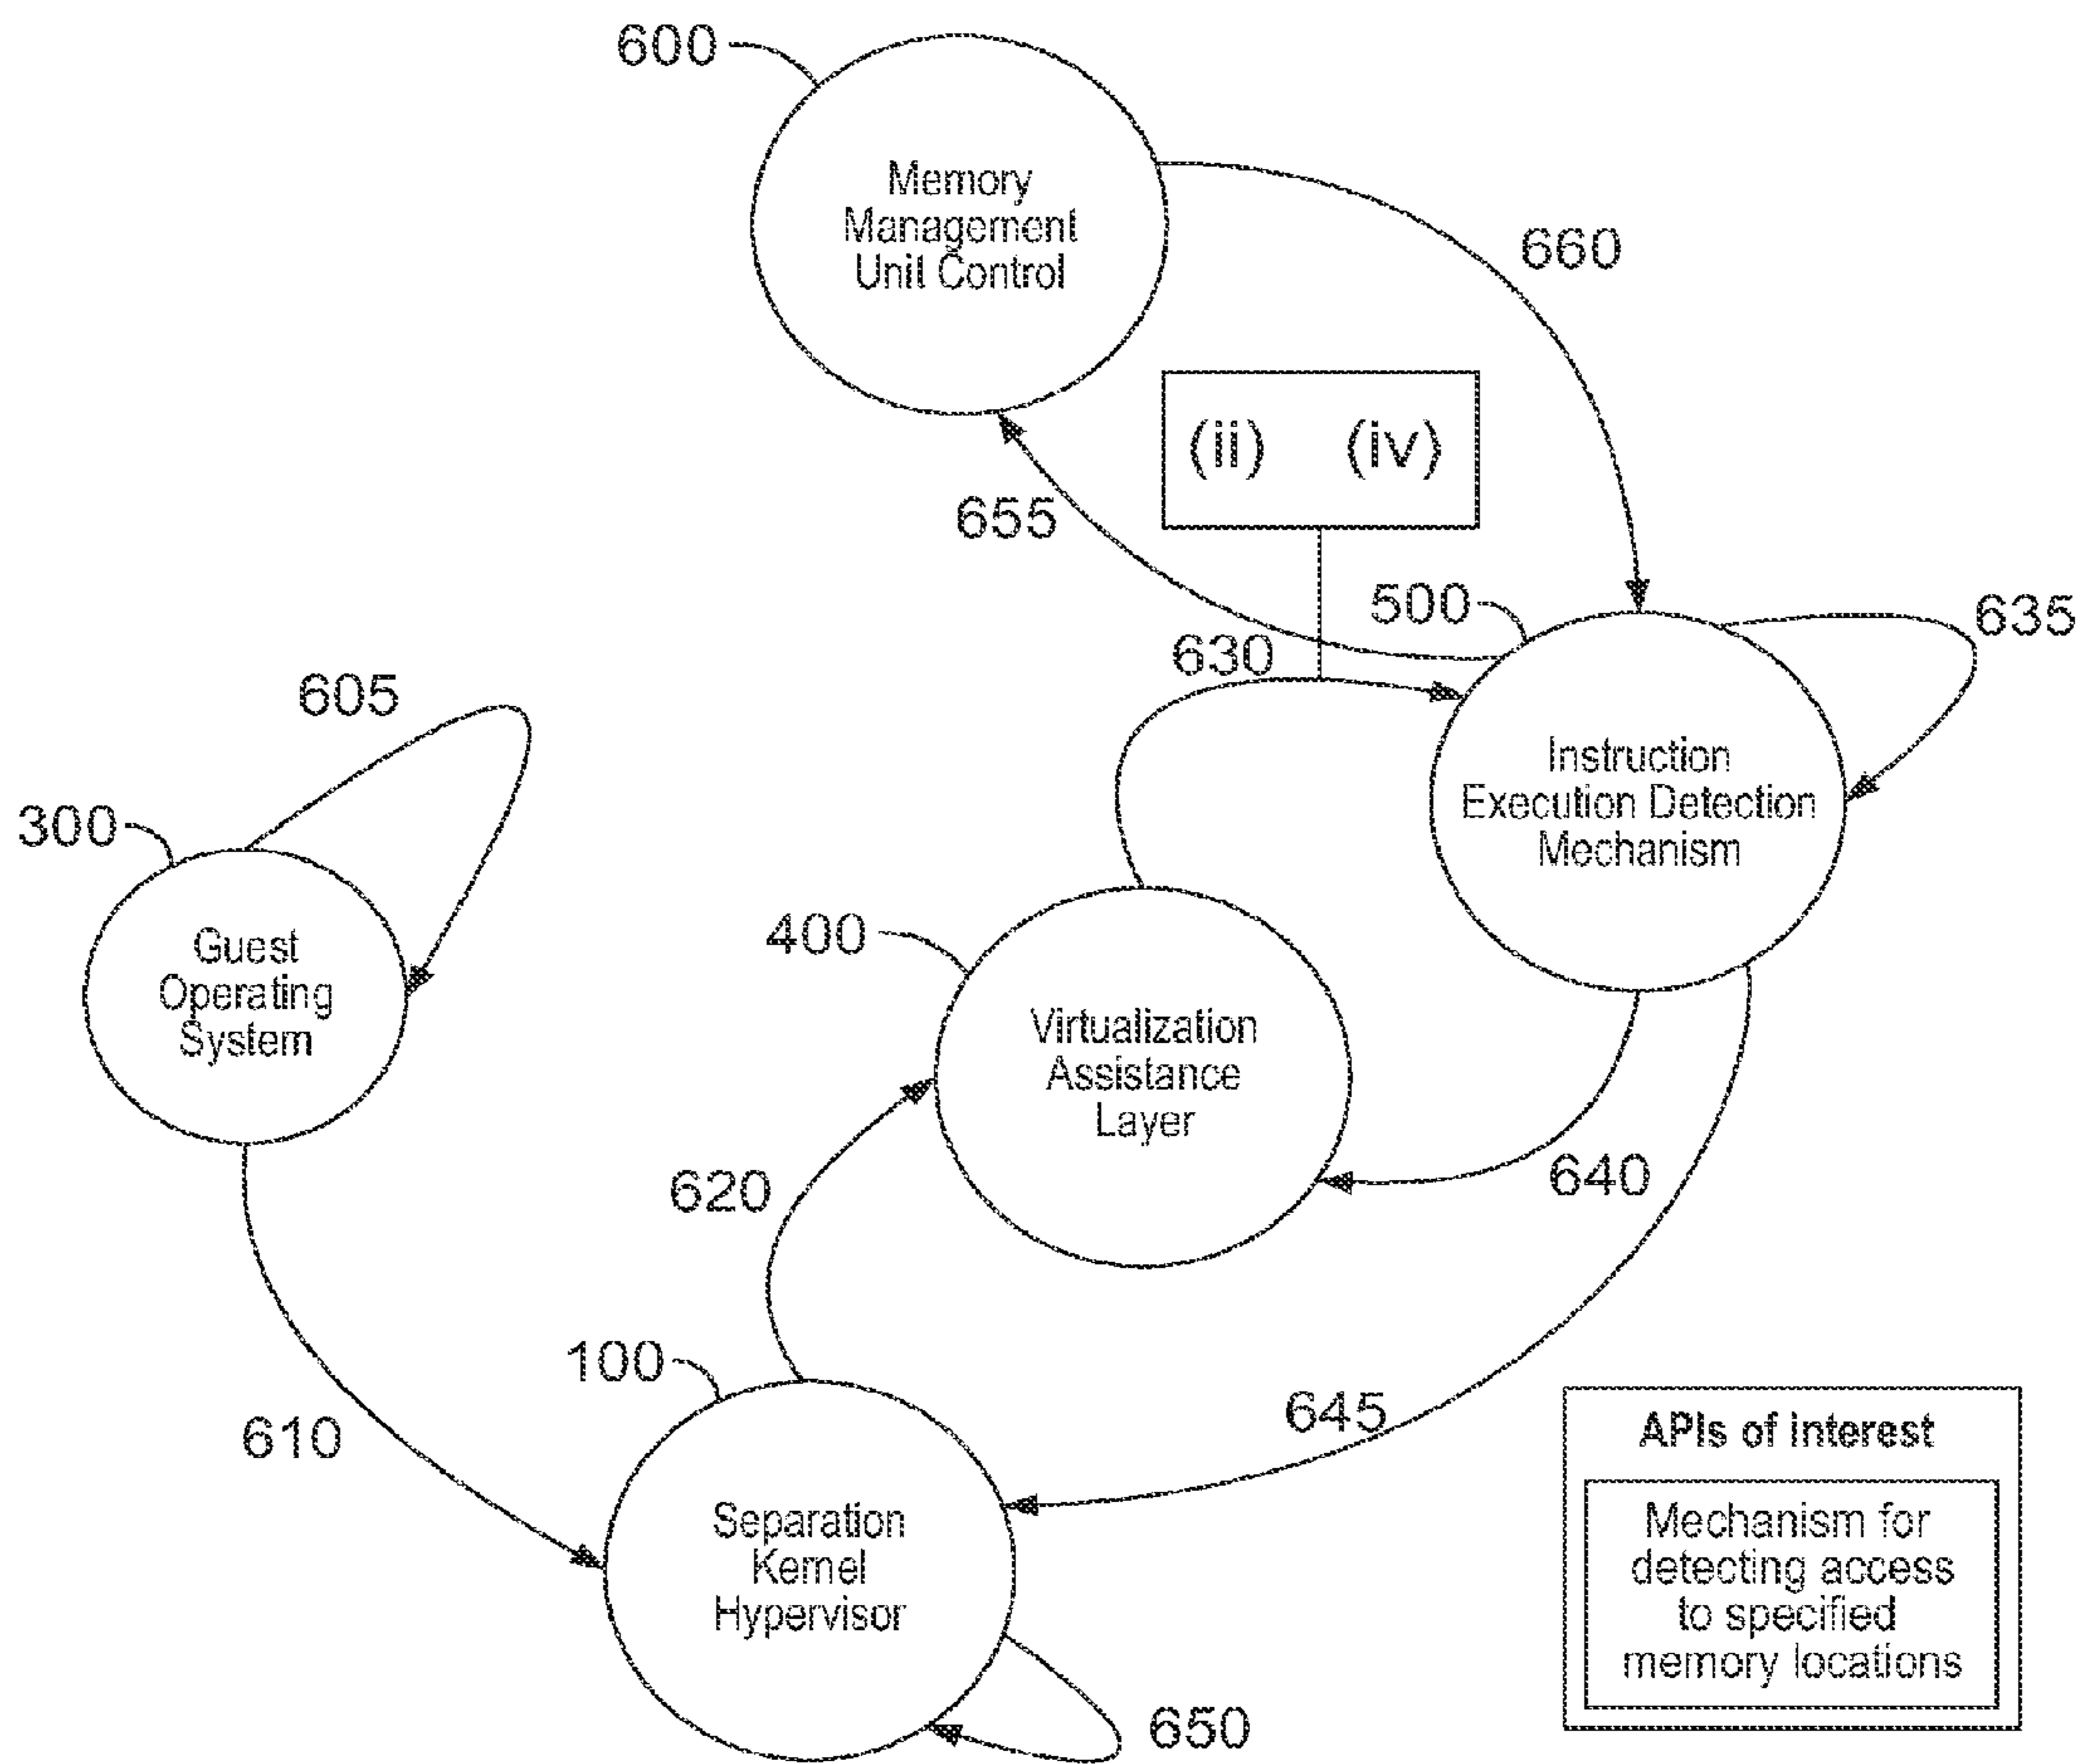 600
Memory
Management
Unit Control
660
(ii) (iv)
655
500
635
630
605
Instruction
Execution Detection
Mechanism
300
400
Guest
Operating
System
Virtualization
Assistance
Layer
620
640
100
645
610
APIs of Interest
Separation
Kernel
Hypervisor
Mechanism for
detecting access
to specified
memory locations
650